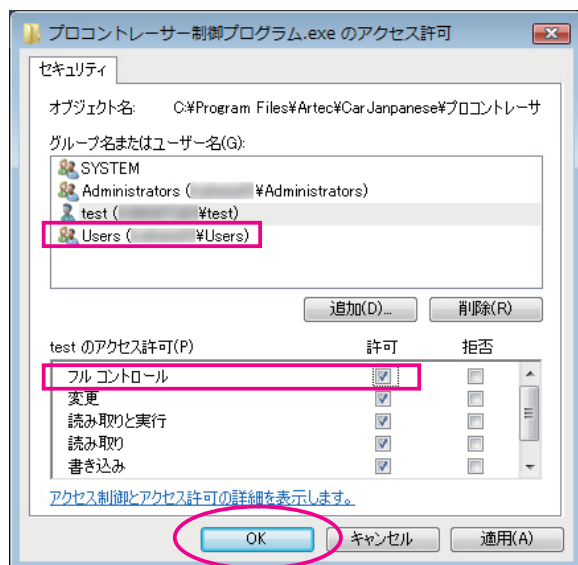 プロコントレーサー制御プログラム.exe のアクセス許可
セキュリティ
オブジェクト名: C:¥Program Files¥Artec¥CarJanpanese¥プロコントレーサ
グループ名またはユーザー名(G):
SYSTEM
Administrators ( ¥Administrators)
test ( ¥test)
Users ( ¥Users)
追加(D)... 削除(R)
test のアクセス許可(P) 許可 拒否
フル コントロール
変更
読み取りと実行
読み取り
書き込み
アクセス制御とアクセス許可の詳細を表示します。
OK キャンセル 適用(A)